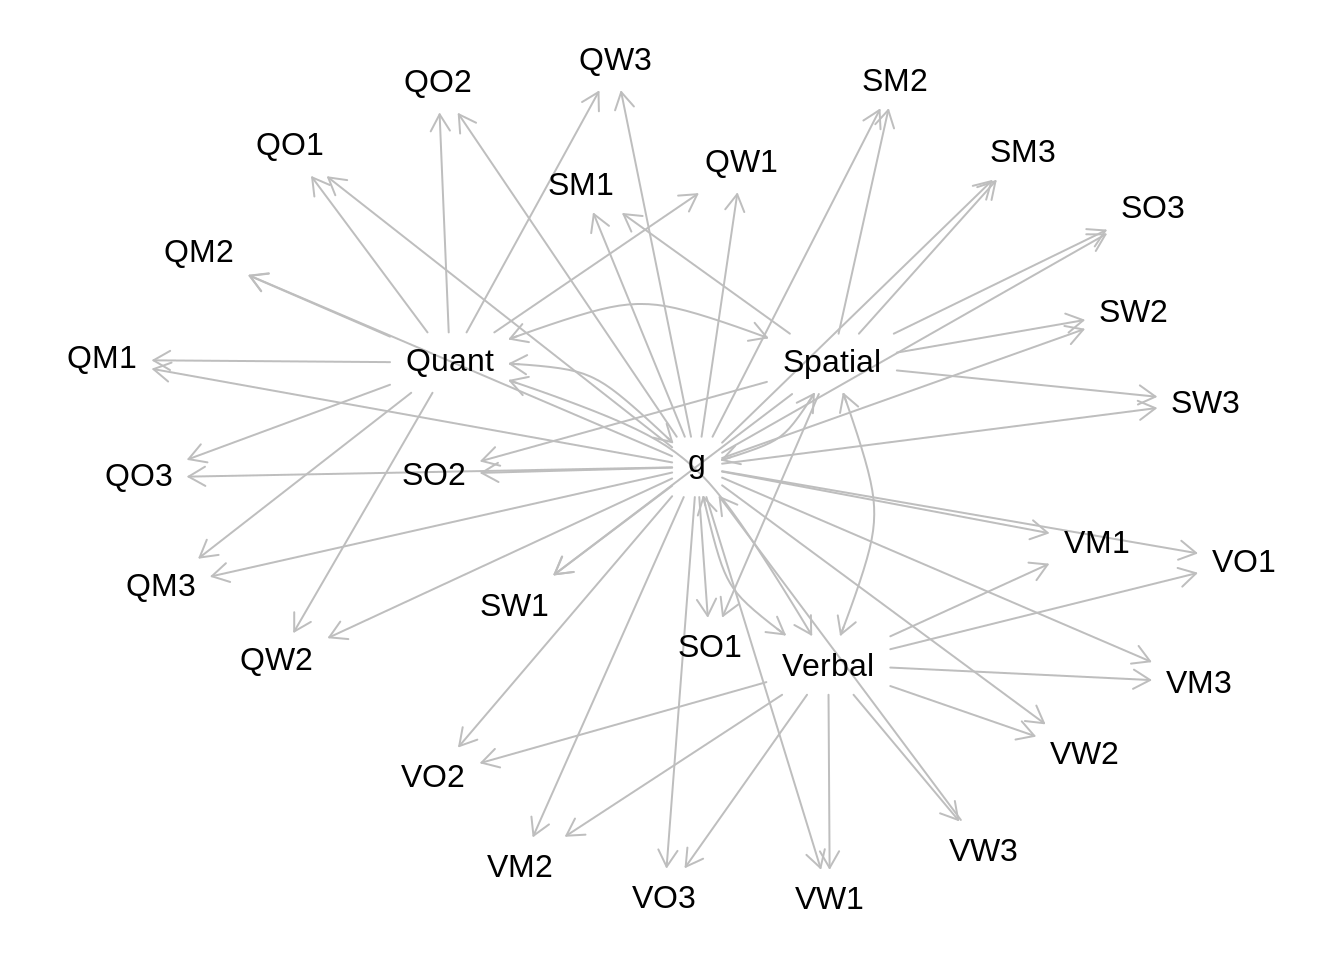 QW3
QO2
SM2
QO1
SM3
QW1
SM1
SO3
QM2
SW2
QM1
Quant
Spatial
SW3
g
QO3
SO2
VM1
VO1
QM3
SW1
SO1
QW2
Verbal
VM3
VW2
VO2
VW3
VM2
VO3
VW1